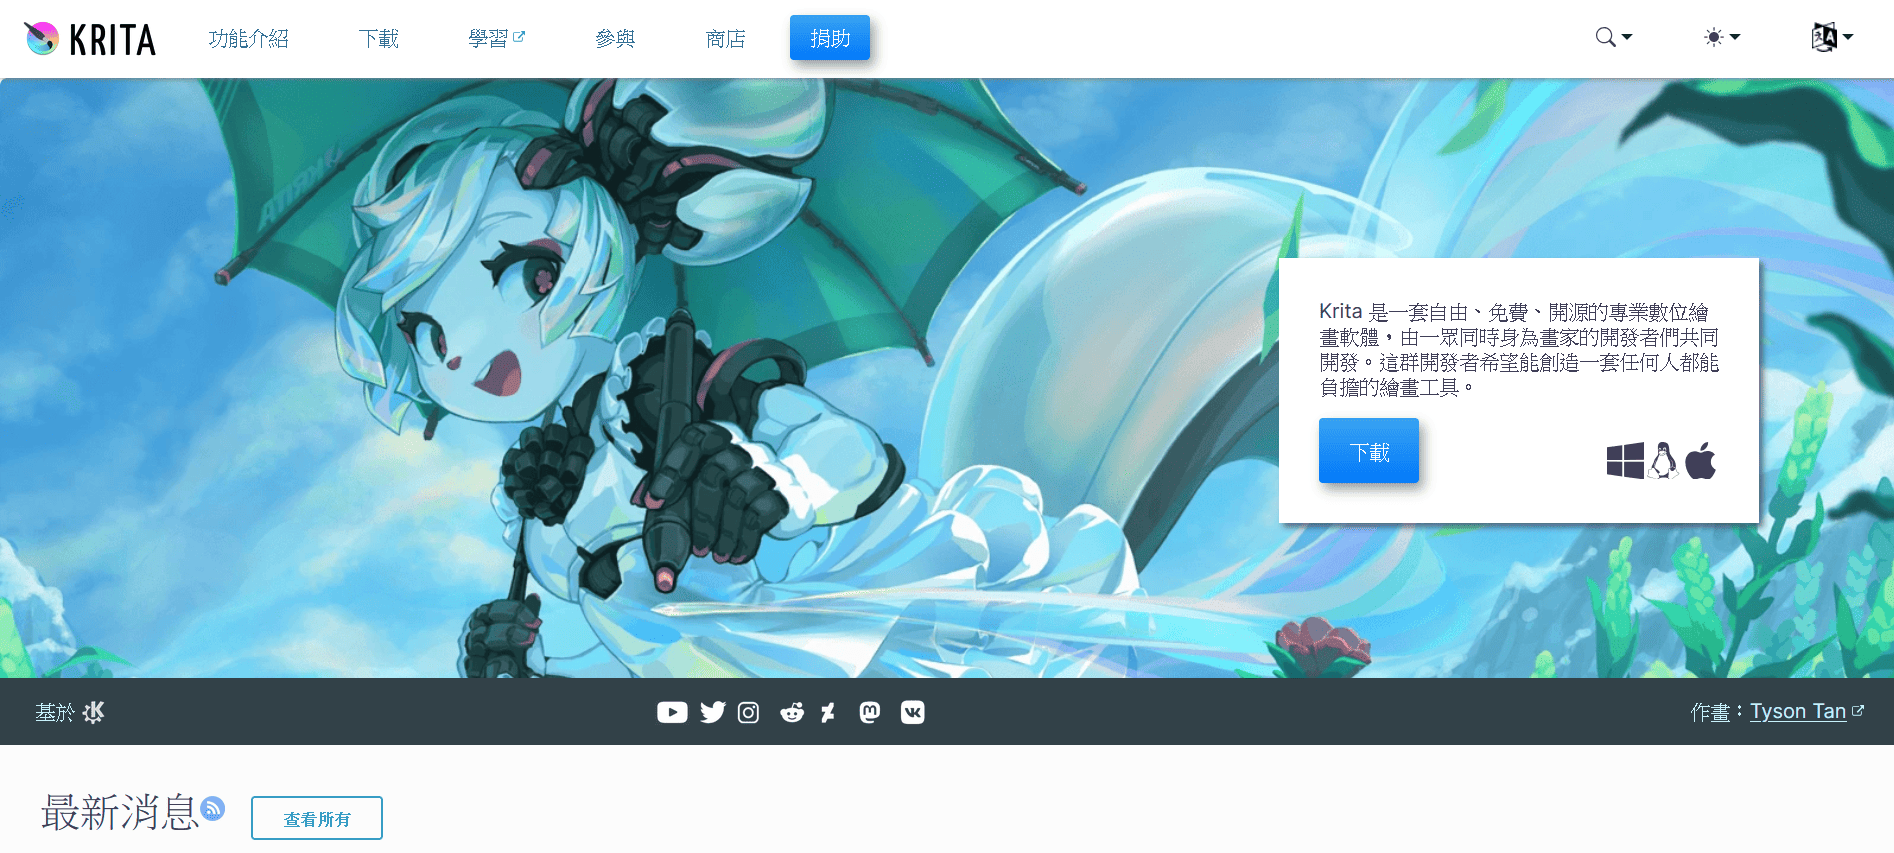 KRITA
功能介紹
下載
學習
參與
商店
捐助
KRITA
Krita 是一套自由、免費、開源的專業數位繪
畫軟體，由一眾同時身為畫家的開發者們共同
開發。這群開發者希望能創造一套任何人都能
負擔的繪畫工具。
下載
基於
作畫：Tyson Tan
最新消息
查看所有